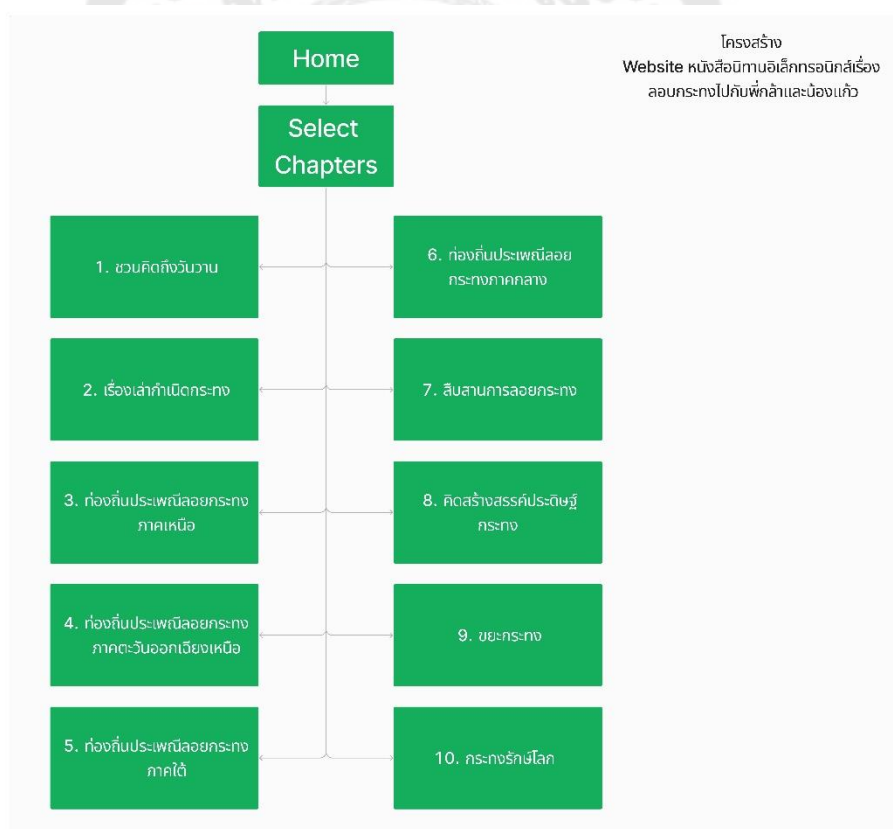 Home
Select
Chapters
โครงสร้าง
Website หนังสือนิทานอิเล็กทรอนิกส์เรื่อง
ลอบกระทงไปกับพี่กล้าและน้องแก้ว
1. ชวนคิดถึงวันวาน
2. เรื่องเล่ากำเนิดกระทง
3. ท่องถิ่นประเพณีลอยกระทง
ภาคเหนือ
4. ท่องถิ่นประเพณีลอยกระทง
ภาคตะวันออกเฉียงเหนือ
5. ท่องถิ่นประเพณีลอยกระทง
ภาคใต้
6. ท่องถิ่นประเพณีลอย
กระทงภาคกลาง
7. สืบสานการลอยกระทง
8. คิดสร้างสรรค์ประดิษฐ์
กระทง
9. ขยะกระทง
10. กระทงรักษ์โลก